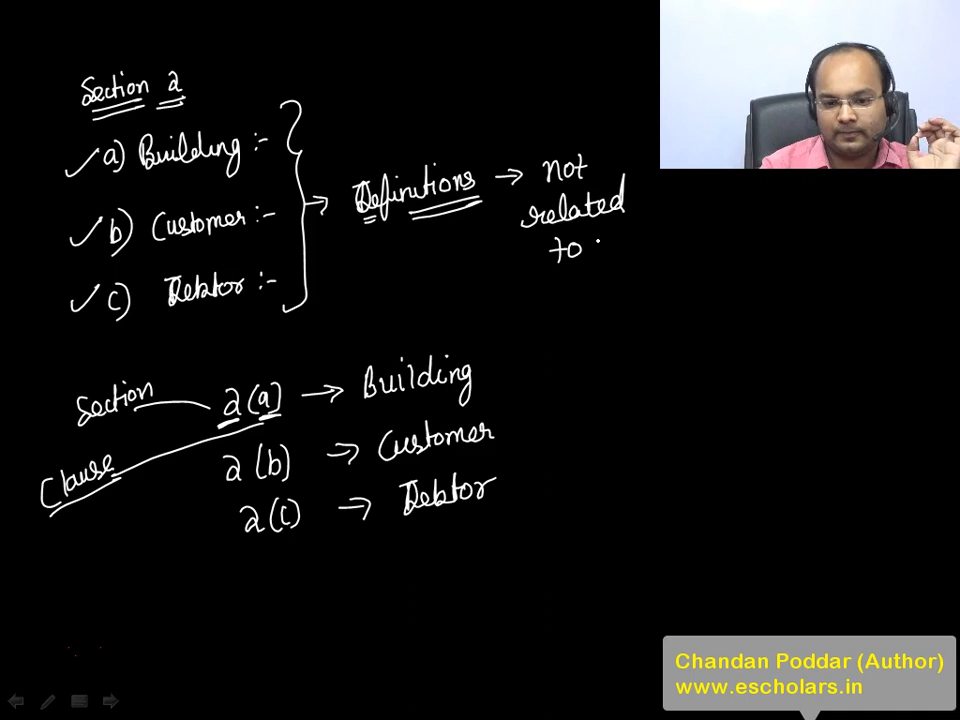 Section 2
a) Building :-
b) Customer :-
c) Debtor :-
→ Definitions → not
related
to
Section 2(a) → Building
Clause 2(b) → Customer
2(c) → Debtor
Chandan Poddar (Author)
www.escholars.in